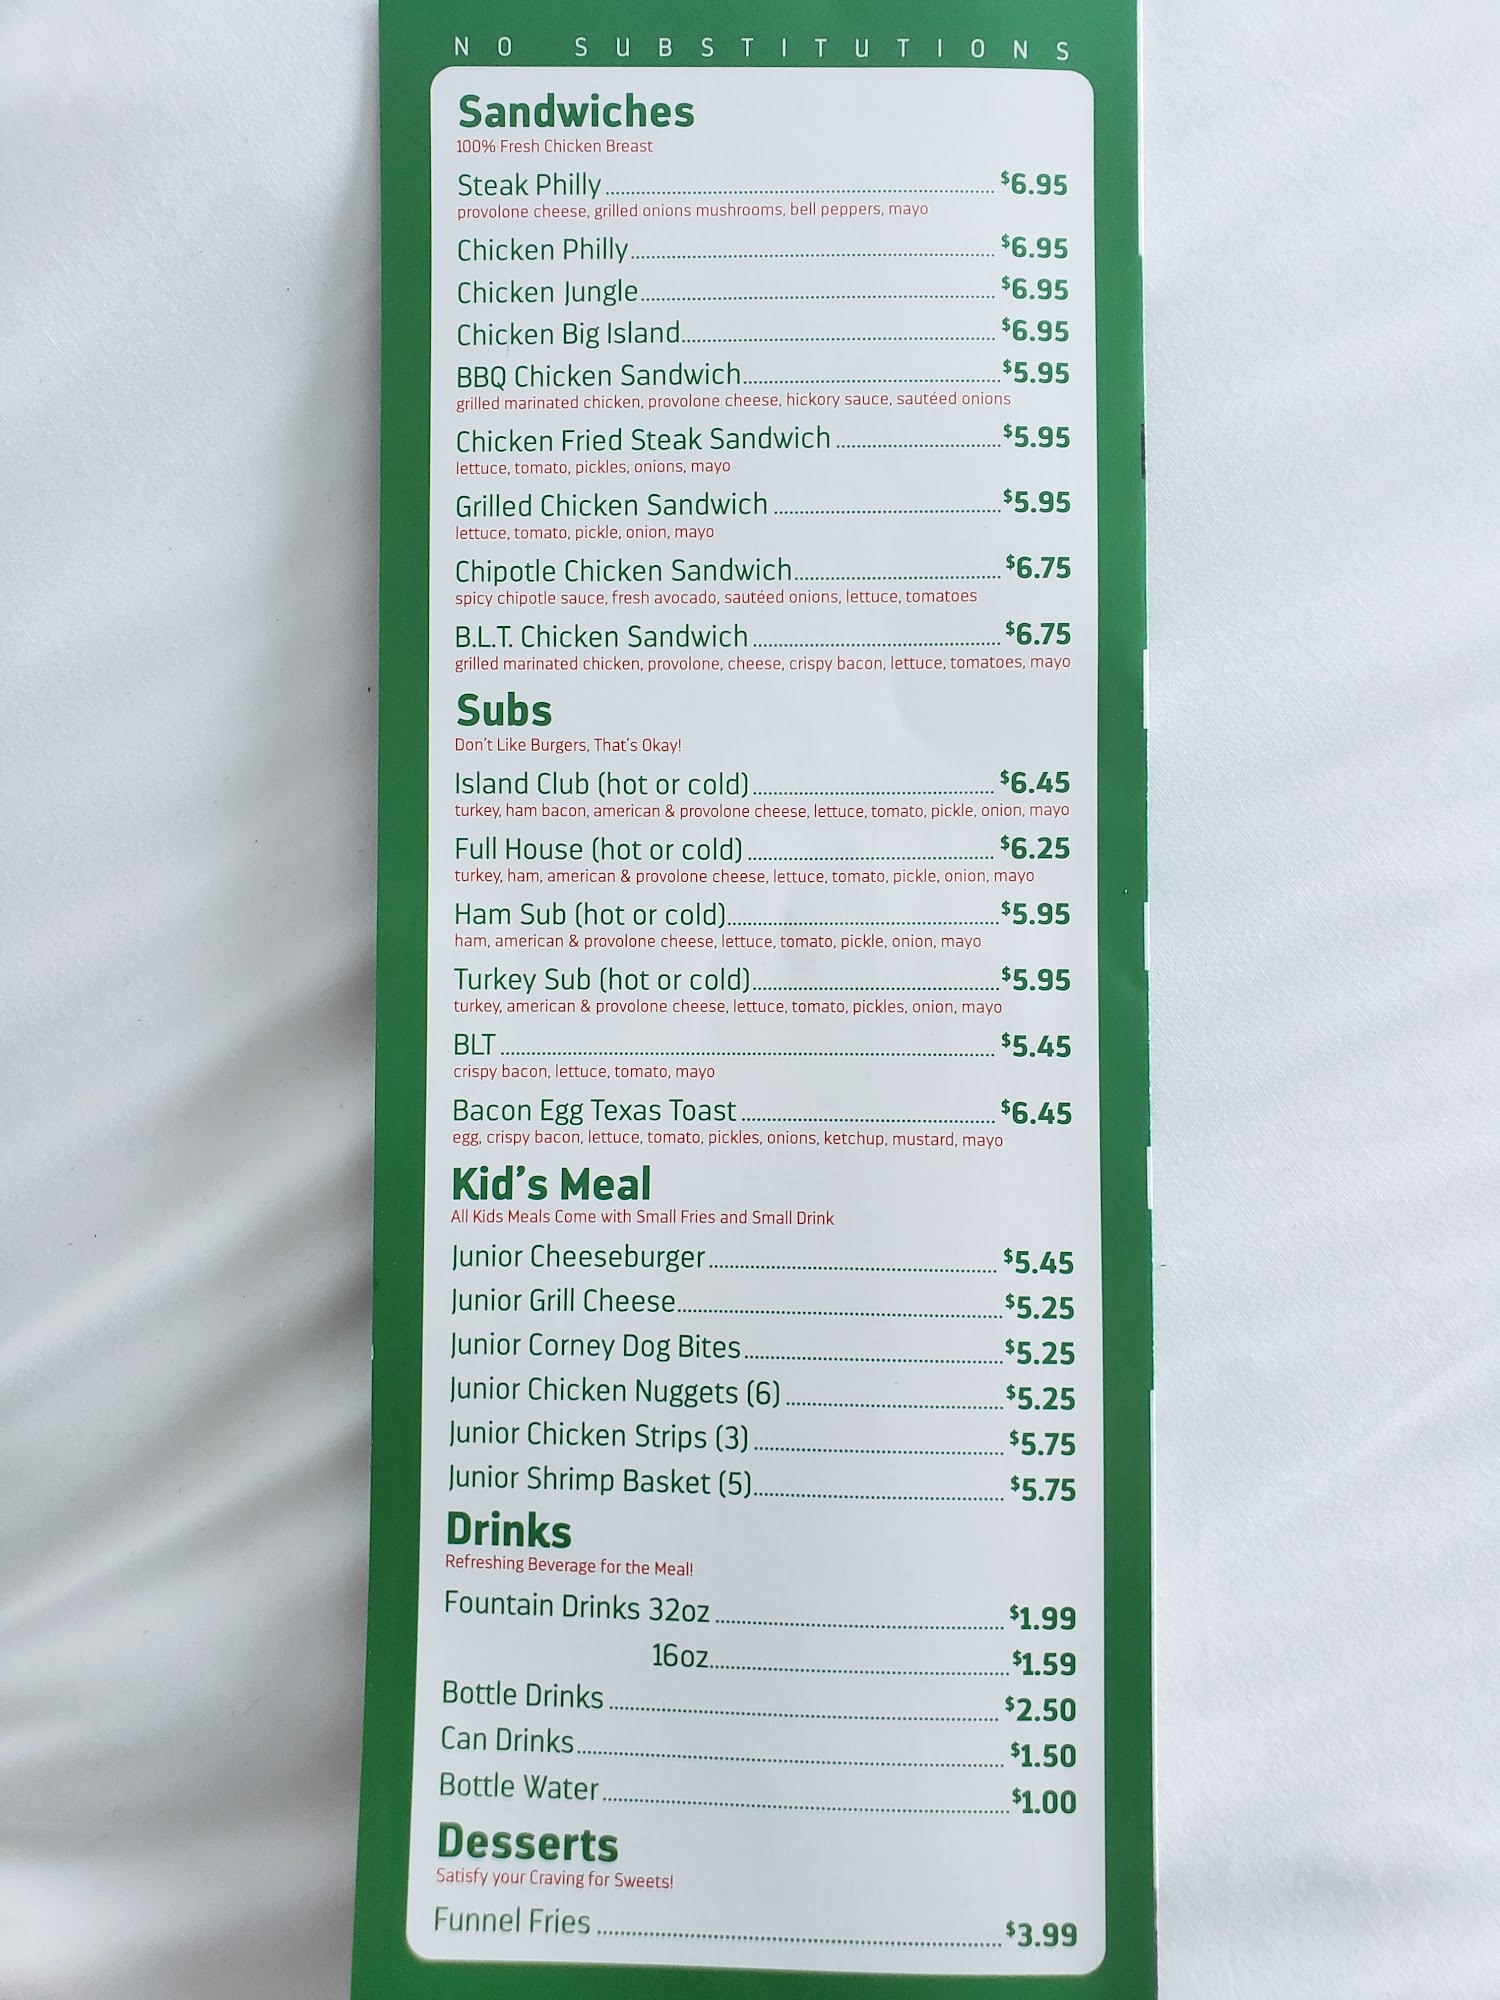 NO SUBSTITUTIONS
Sandwiches
100% Fresh Chicken Breast
Steak Philly $6.95
provolone cheese, grilled onions mushrooms, bell peppers, mayo
Chicken Philly $6.95
Chicken Jungle $6.95
Chicken Big Island $6.95
BBQ Chicken Sandwich $5.95
grilled marinated chicken, provolone cheese, hickory sauce, sautéed onions
Chicken Fried Steak Sandwich $5.95
lettuce, tomato, pickles, onions, mayo
Grilled Chicken Sandwich $5.95
lettuce, tomato, pickle, onion, mayo
Chipotle Chicken Sandwich $6.75
spicy chipotle sauce, fresh avocado, sautéed onions, lettuce, tomatoes
B.L.T. Chicken Sandwich $6.75
grilled marinated chicken, provolone, cheese, crispy bacon, lettuce, tomatoes, mayo
Subs
Don't Like Burgers, That's Okay!
Island Club (hot or cold) $6.45
turkey, ham bacon, american & provolone cheese, lettuce, tomato, pickle, onion, mayo
Full House (hot or cold) $6.25
turkey, ham, american & provolone cheese, lettuce, tomato, pickle, onion, mayo
Ham Sub (hot or cold) $5.95
ham, american & provolone cheese, lettuce, tomato, pickle, onion, mayo
Turkey Sub (hot or cold) $5.95
turkey, american & provolone cheese, lettuce, tomato, pickles, onion, mayo
BLT $5.45
crispy bacon, lettuce, tomato, mayo
Bacon Egg Texas Toast $6.45
egg, crispy bacon, lettuce, tomato, pickles, onions, ketchup, mustard, mayo
Kid's Meal
All Kids Meals Come with Small Fries and Small Drink
Junior Cheeseburger $5.45
Junior Grill Cheese $5.25
Junior Corney Dog Bites $5.25
Junior Chicken Nuggets (6) $5.25
Junior Chicken Strips (3) $5.75
Junior Shrimp Basket (5) $5.75
Drinks
Refreshing Beverage for the Meal!
Fountain Drinks 32oz $1.99
16oz $1.59
Bottle Drinks $2.50
Can Drinks $1.50
Bottle Water $1.00
Desserts
Satisfy your Craving for Sweets!
Funnel Fries $3.99